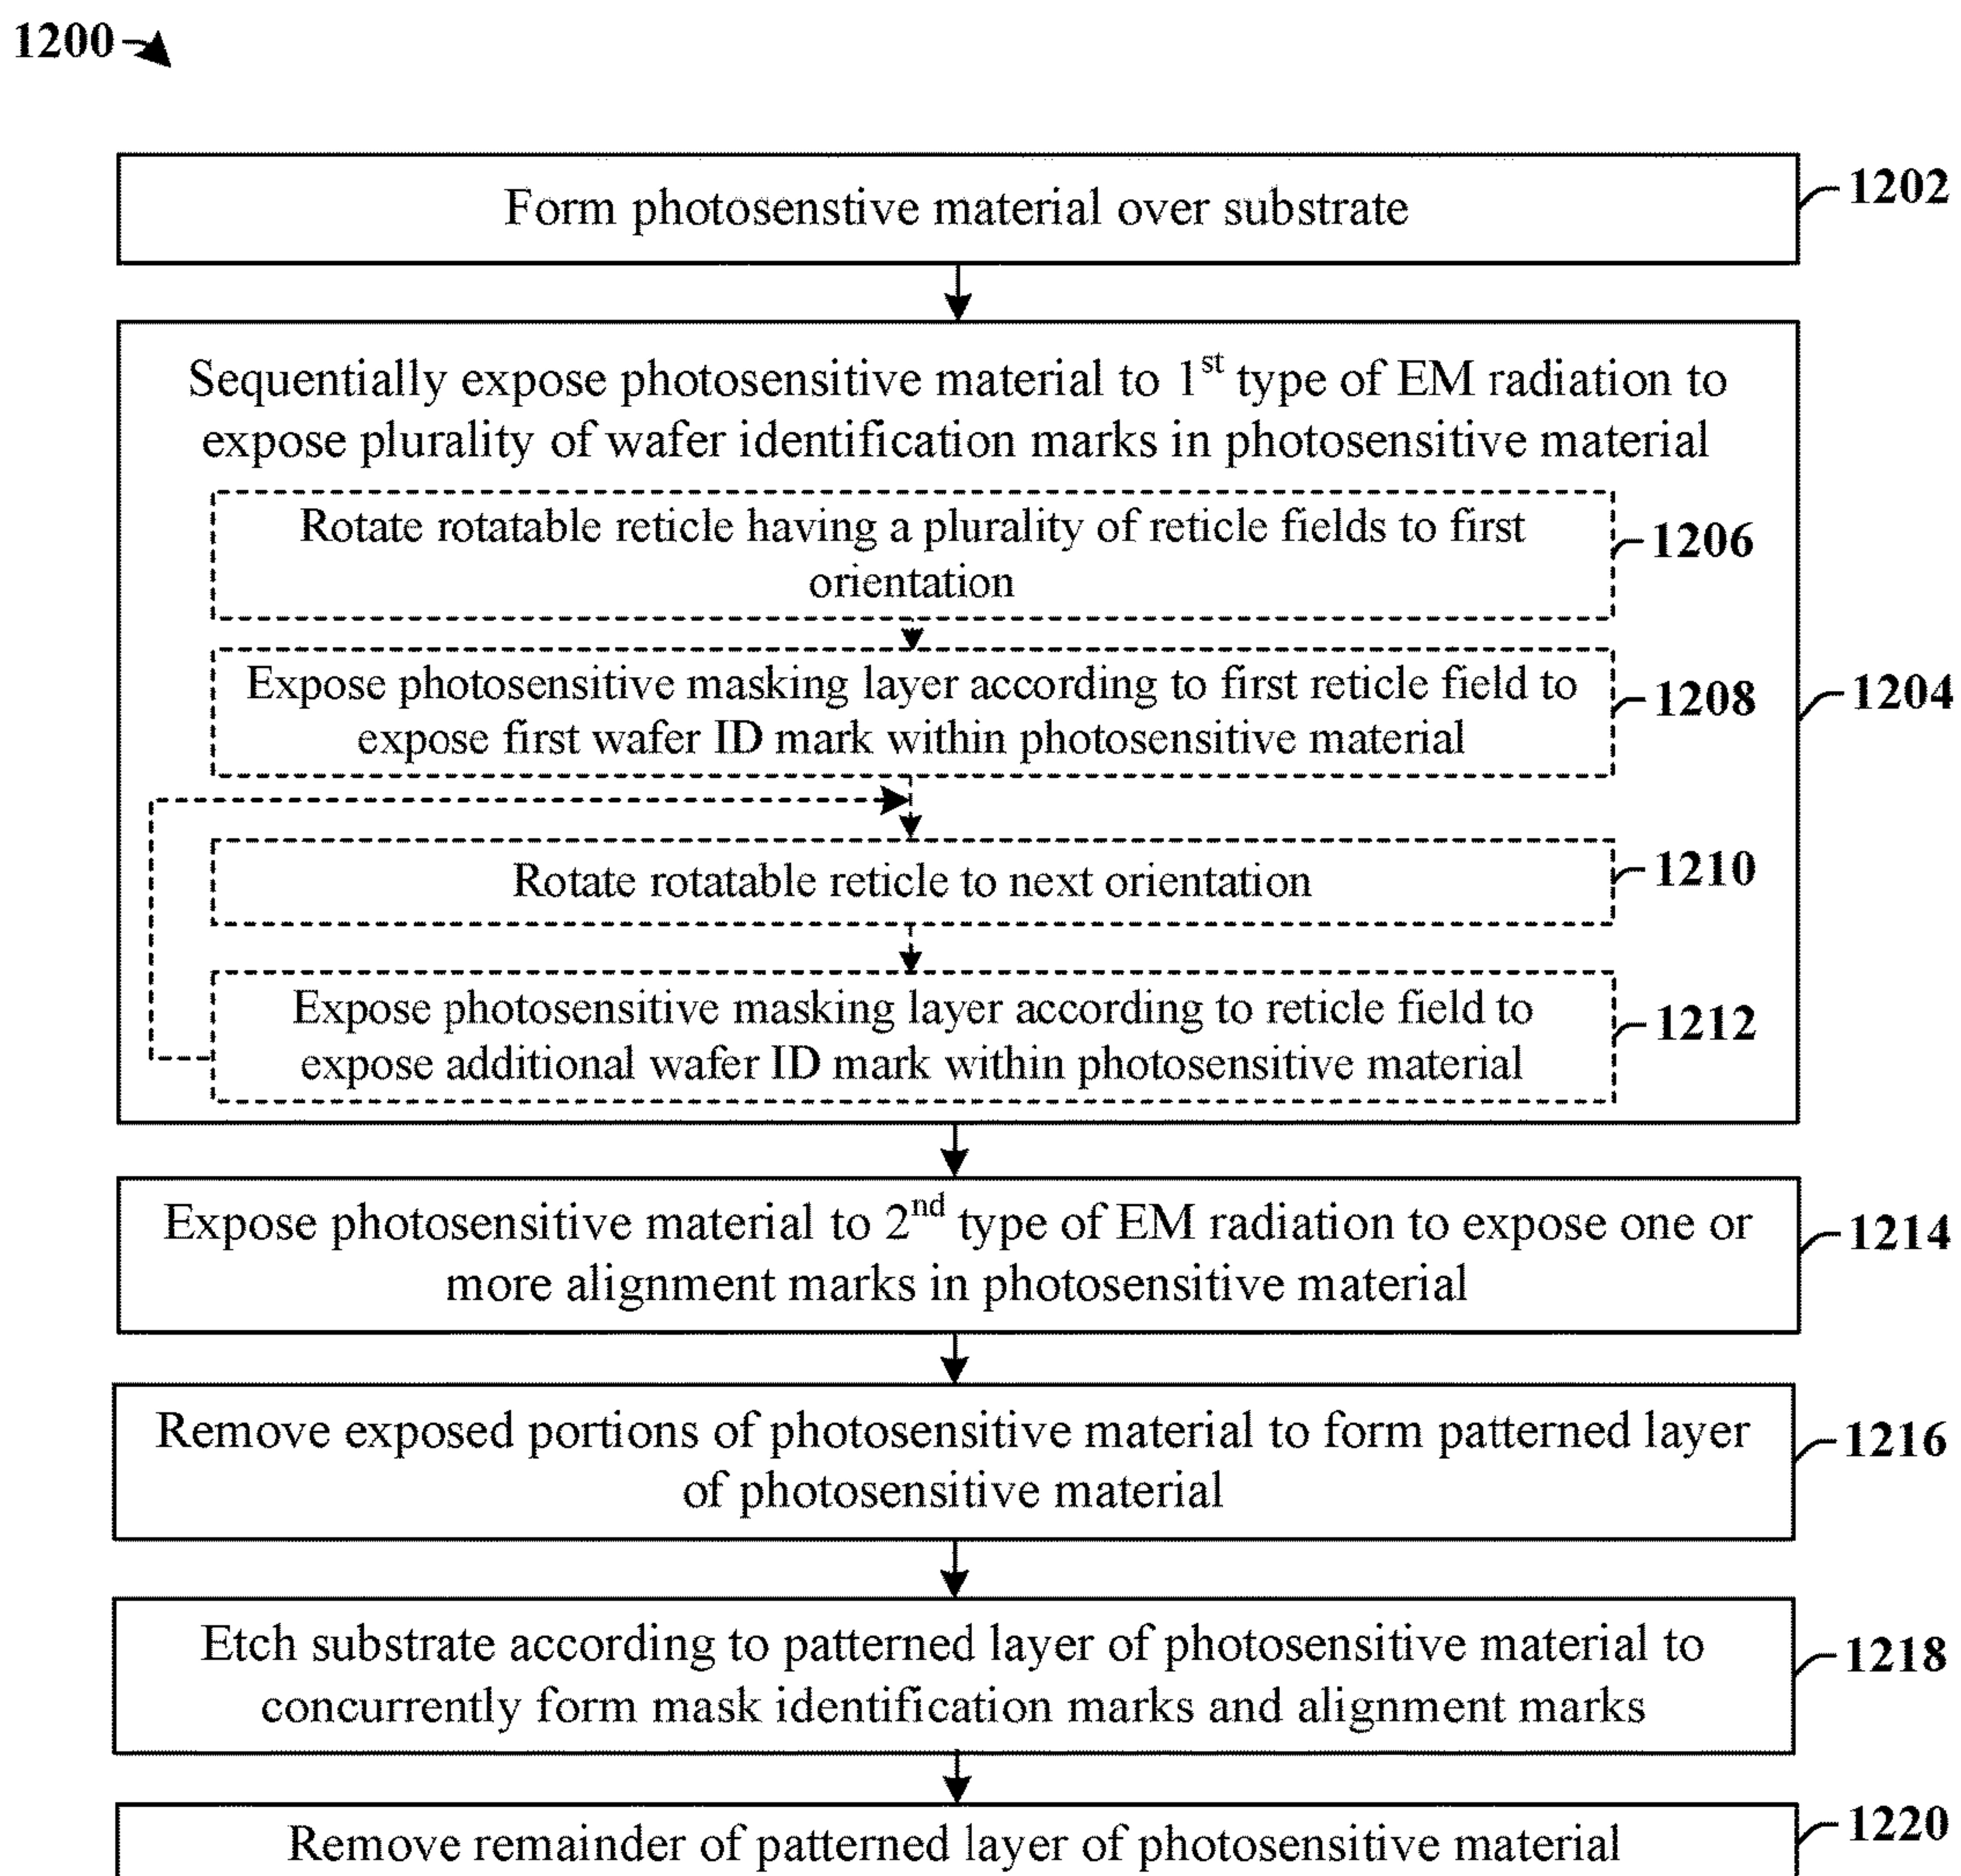 1200
Form photosenstive material over substrate
1202
Sequentially expose photosensitive material to 1st type of EM radiation to
expose plurality of wafer identification marks in photosensitive material
Rotate rotatable reticle having a plurality of reticle fields to first
orientation
1206
Expose photosensitive masking layer according to first reticle field to
expose first wafer ID mark within photosensitive material
1208
1204
Rotate rotatable reticle to next orientation
1210
Expose photosensitive masking layer according to reticle field to
expose additional wafer ID mark within photosensitive material
1212
Expose photosensitive material to 2nd type of EM radiation to expose one or
more alignment marks in photosensitive material
1214
Remove exposed portions of photosensitive material to form patterned layer
of photosensitive material
1216
Etch substrate according to patterned layer of photosensitive material to
concurrently form mask identification marks and alignment marks
1218
Remove remainder of patterned layer of photosensitive material
1220